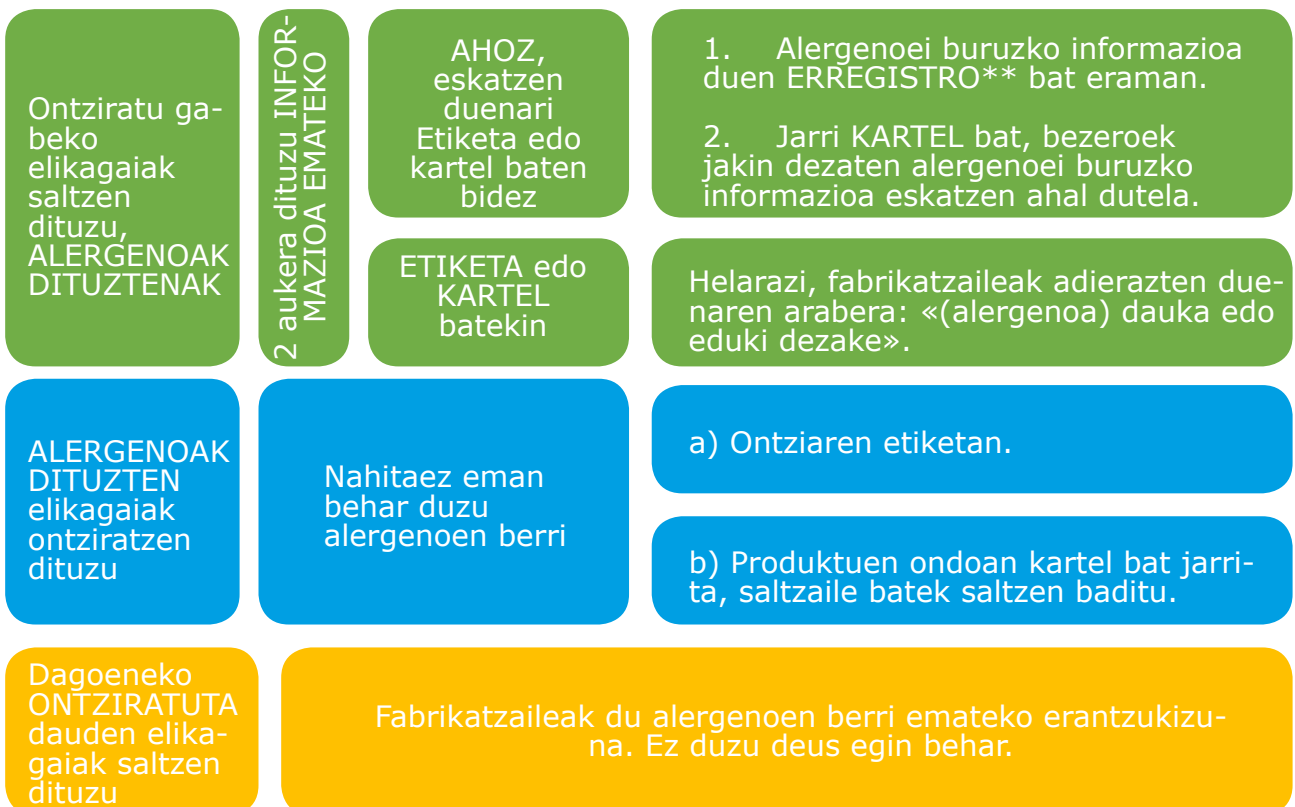 Ontziratu ga-
beko
elikagaiak
saltzen
dituzu,
ALERGENOAK
DITUZTENAK
2 aukera dituzu INFOR-
MAZIOA EMATEKO
AHOZ,
eskatzen
duenari
Etiketa edo
kartel baten
bidez
1. Alergenoei buruzko informazioa
duen ERREGISTRO** bat eraman.
2. Jarri KARTEL bat, bezeroek
jakin dezaten alergenoei buruzko
informazioa eskatzen ahal dutela.
ETIKETA edo
KARTEL
batekin
Helarazi, fabrikatzaileak adierazten due-
naren arabera: «(alergenoa) dauka edo
eduki dezake».
ALERGENOAK
DITUZTEN
elikagaiak
ontziratzen
dituzu
Nahitaez eman
behar duzu
alergenoen berri
a) Ontziaren etiketan.
b) Produktuen ondoan kartel bat jarri-
ta, saltzaile batek saltzen baditu.
Dagoeneko
ONTZIRATUTA
dauden elika-
gaiak saltzen
dituzu
Fabrikatzaileak du alergenoen berri emateko erantzukizu-
na. Ez duzu deus egin behar.